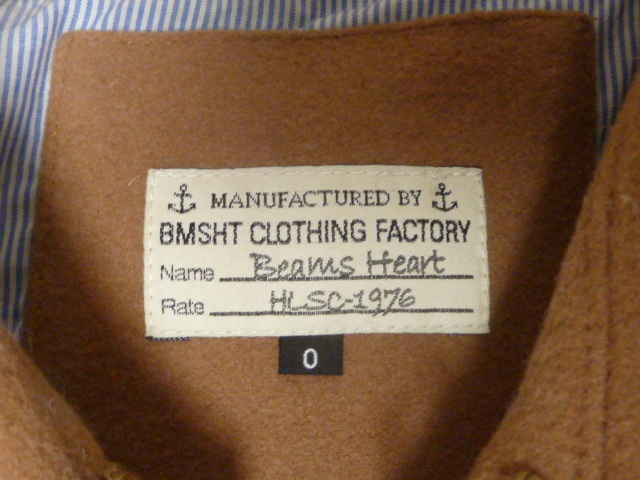 MANUFACTURED BY
BMSHT CLOTHING FACTORY
Name Beams Heart
Rate HLSC-1976
0